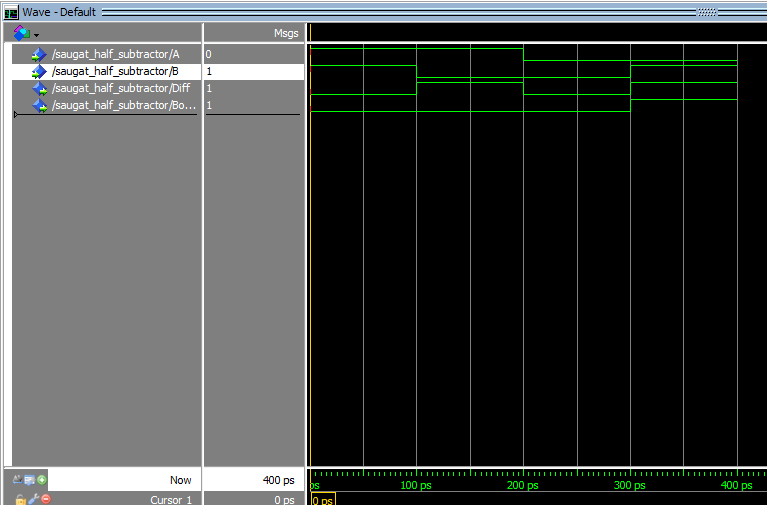 Wave - Default
Msgs
/saugat_half_subtractor/A 0
/saugat_half_subtractor/B 1
/saugat_half_subtractor/Diff 1
/saugat_half_subtractor/Bo... 1
Now 400 ps
ps 100 ps 200 ps 300 ps 400 ps
Cursor 1 0 ps
0 ps